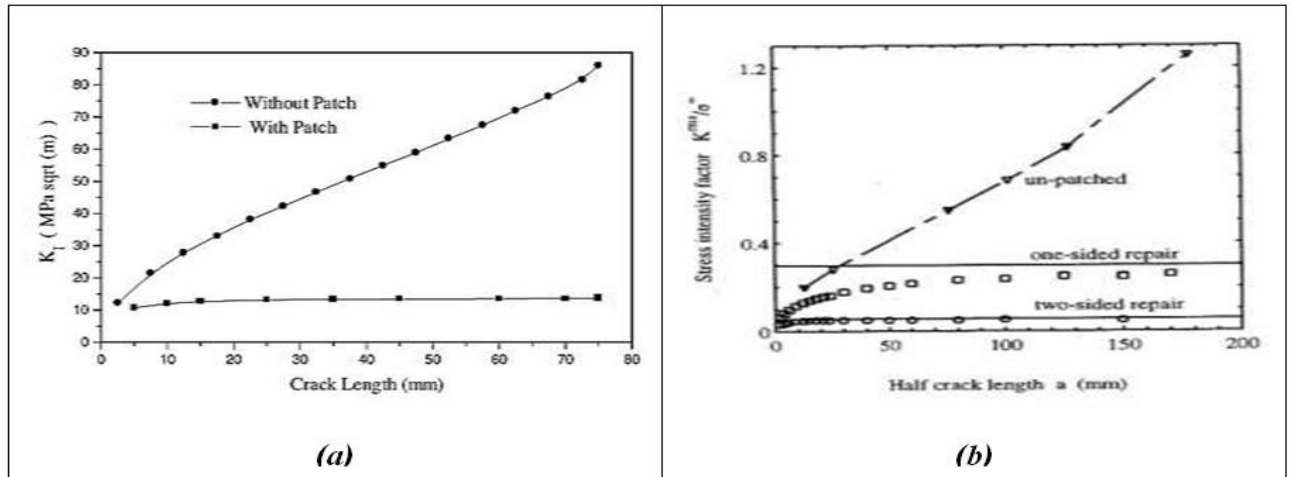 90
80
70
60
50
40
30
20
10
0
K_I ( MPa sqrt (m) )
Without Patch
With Patch
0 10 20 30 40 50 60 70 80
Crack Length (mm)
(a)
1.2
0.8
0.4
0
Stress intensity factor
un-patched
one-sided repair
two-sided repair
0 50 100 150 200
Half crack length a (mm)
(b)